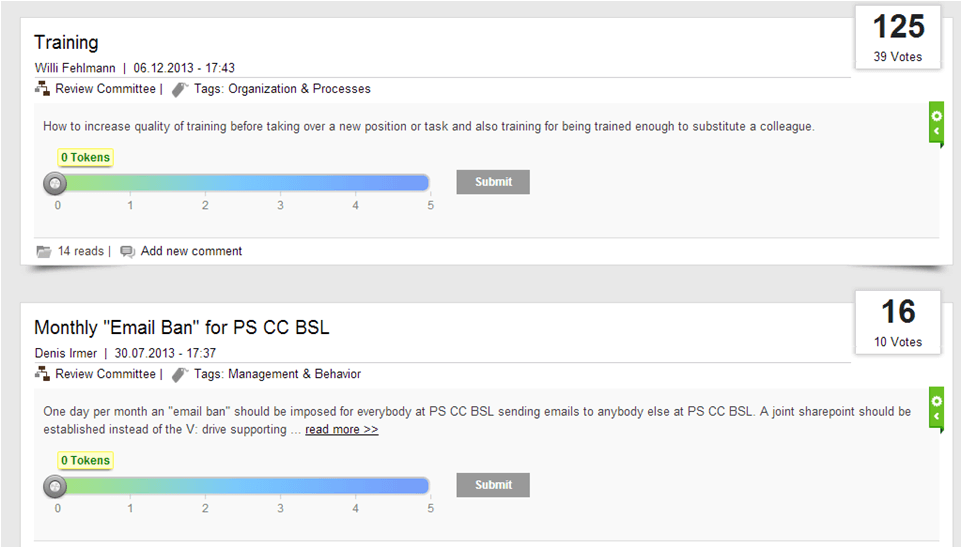 Training
125
39 Votes
Willi Fehlmann | 06.12.2013 - 17:43
Review Committee | Tags: Organization & Processes
How to increase quality of training before taking over a new position or task and also training for being trained enough to substitute a colleague.
0 Tokens
Submit
0 1 2 3 4 5
14 reads | Add new comment
Monthly "Email Ban" for PS CC BSL
16
10 Votes
Denis Irmer | 30.07.2013 - 17:37
Review Committee | Tags: Management & Behavior
One day per month an "email ban" should be imposed for everybody at PS CC BSL sending emails to anybody else at PS CC BSL. A joint sharepoint should be
established instead of the V: drive supporting ... read more >>
0 Tokens
Submit
0 1 2 3 4 5